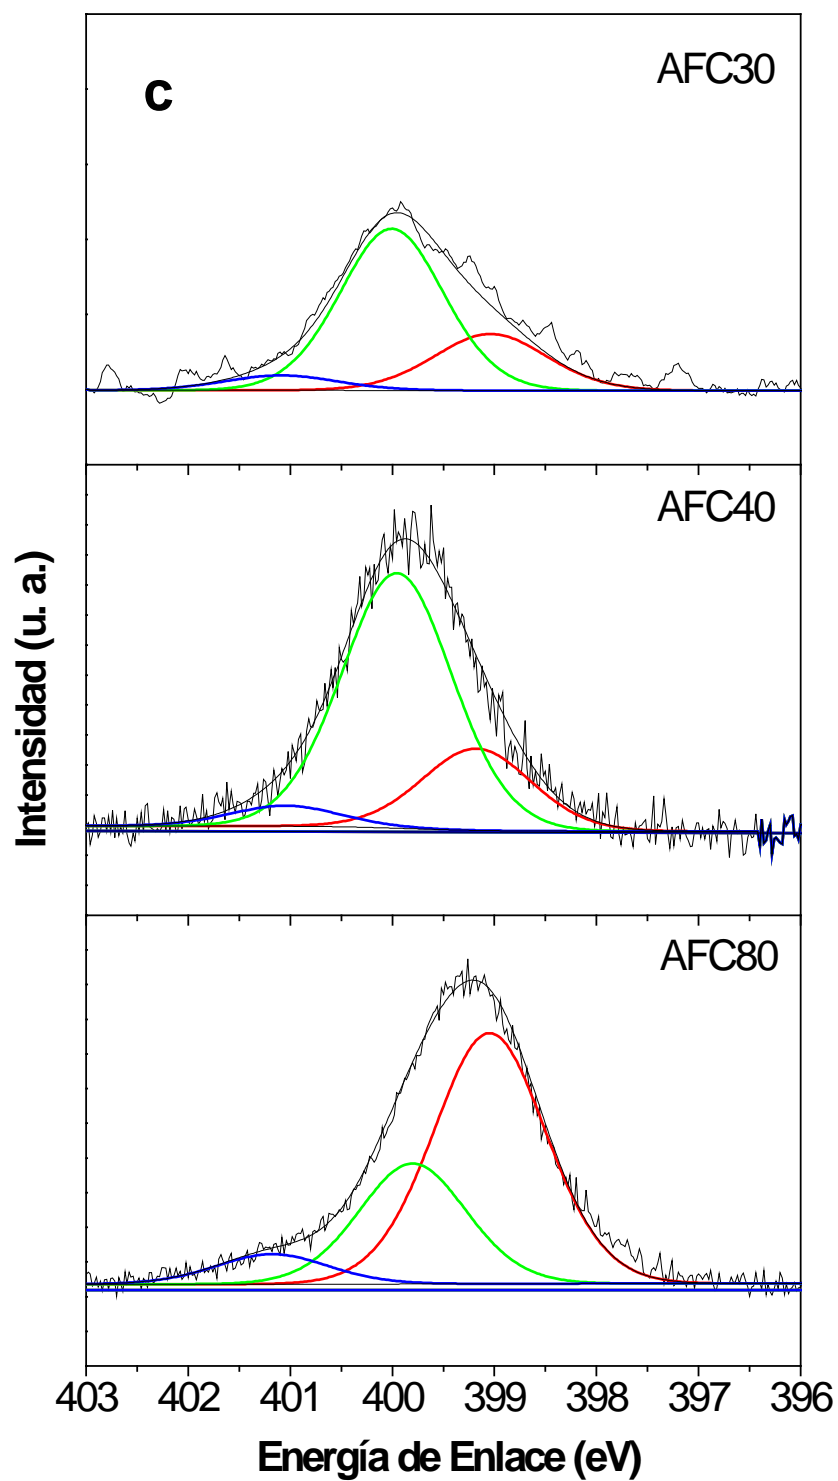 c
AFC30
AFC40
AFC80
Intensidad (u. a.)
403 402 401 400 399 398 397 396
Energía de Enlace (eV)